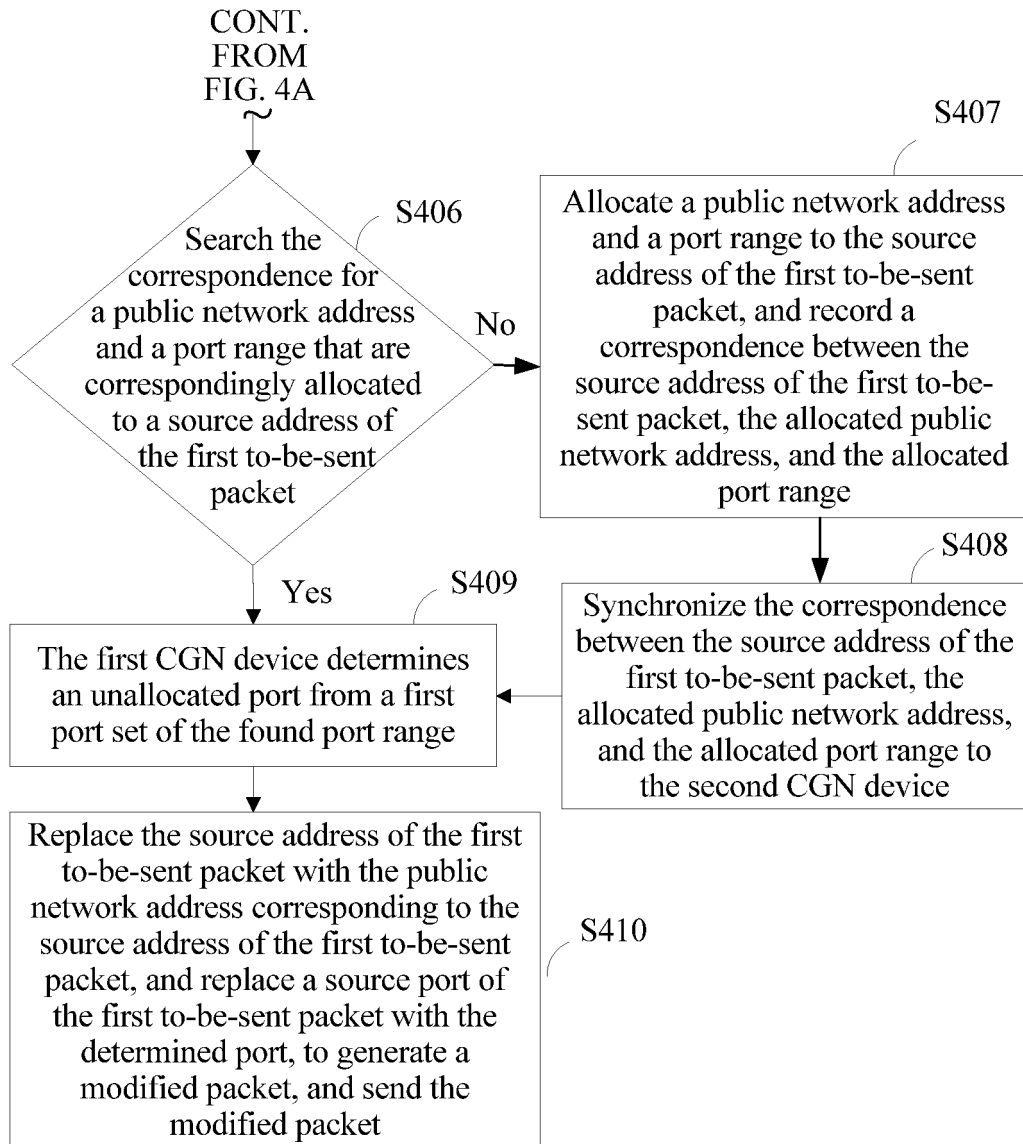 CONT.
FROM
FIG. 4A
S406
Search the
correspondence for
a public network address
and a port range that are
correspondingly allocated
to a source address of
the first to-be-sent
packet
No
S407
Allocate a public network address
and a port range to the source
address of the first to-be-sent
packet, and record a
correspondence between the
source address of the first to-be-
sent packet, the allocated public
network address, and the allocated
port range
S408
Synchronize the correspondence
between the source address of the
first to-be-sent packet, the
allocated public network address,
and the allocated port range to
the second CGN device
Yes
S409
The first CGN device determines
an unallocated port from a first
port set of the found port range
Replace the source address of the first
to-be-sent packet with the public
network address corresponding to the
source address of the first to-be-sent
packet, and replace a source port of
the first to-be-sent packet with the
determined port, to generate a
modified packet, and send the
modified packet
S410